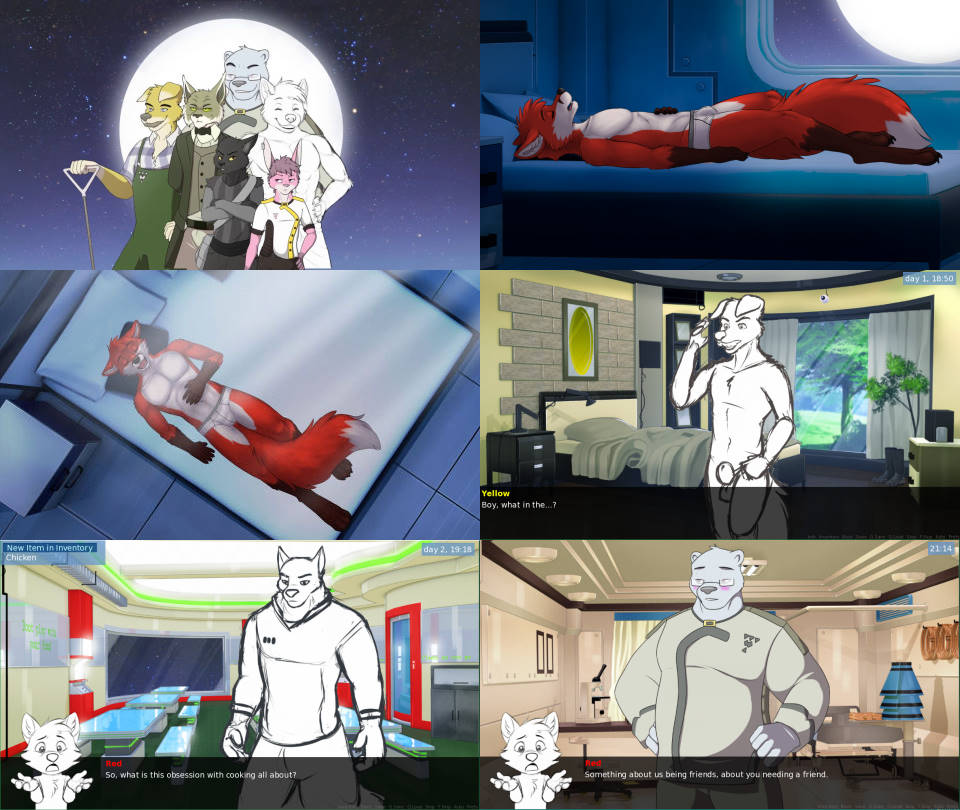 day 1, 18:50
Yellow
Boy, what in the...?
New Item in Inventory
Chicken
day 2, 19:18
Red
So, what is this obsession with cooking all about?
21:14
Red
Something about us being friends, about you needing a friend.